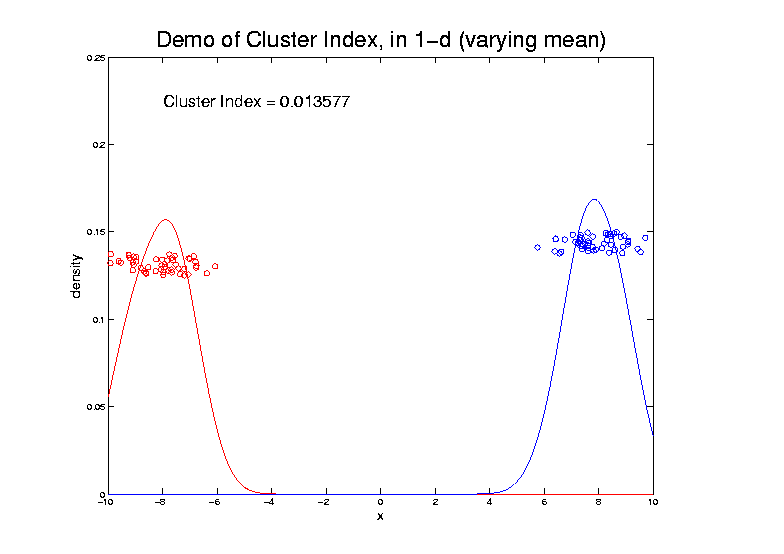 Demo of Cluster Index, in 1-d (varying mean)
Cluster Index = 0.013577
0.25
0.2
0.15
0.1
0.05
0
density
-10 -8 -6 -4 -2 0 2 4 6 8 10
x